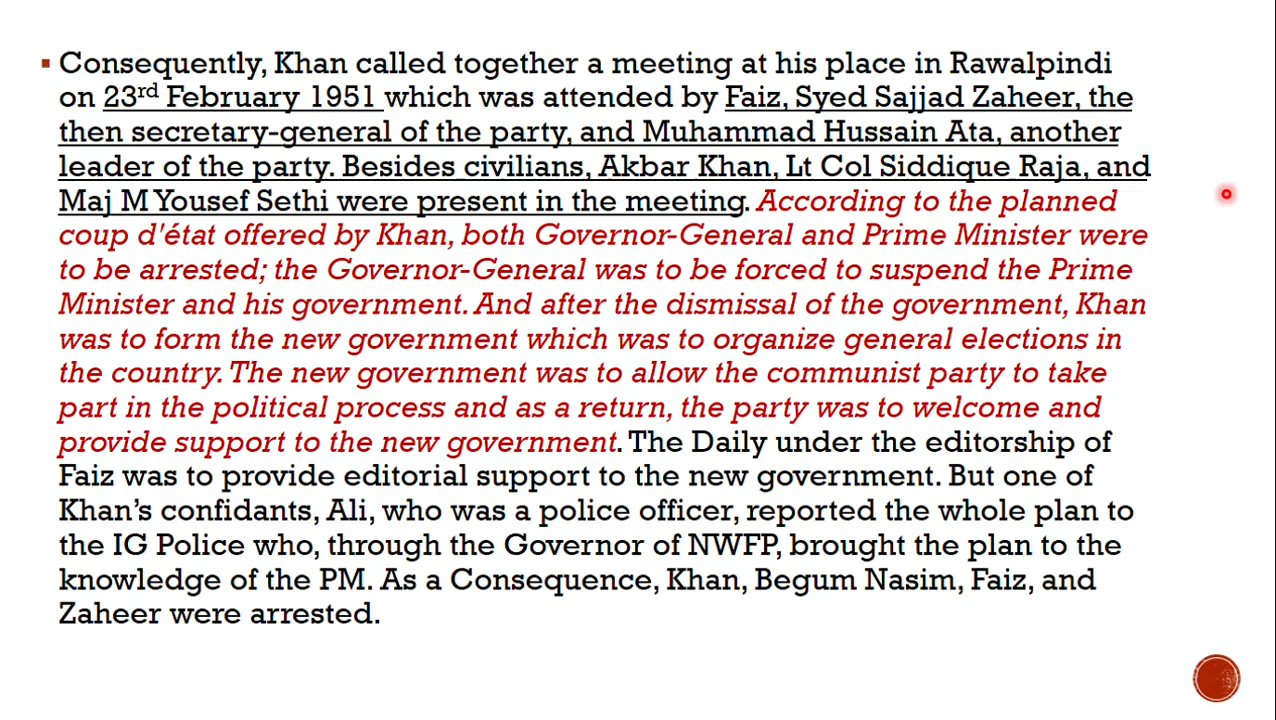 Consequently, Khan called together a meeting at his place in Rawalpindi
on 23rd February 1951 which was attended by Faiz, Syed Sajjad Zaheer, the
then secretary-general of the party, and Muhammad Hussain Ata, another
leader of the party. Besides civilians, Akbar Khan, Lt Col Siddique Raja, and
Maj M Yousef Sethi were present in the meeting. According to the planned
coup d'état offered by Khan, both Governor-General and Prime Minister were
to be arrested; the Governor-General was to be forced to suspend the Prime
Minister and his government. And after the dismissal of the government, Khan
was to form the new government which was to organize general elections in
the country. The new government was to allow the communist party to take
part in the political process and as a return, the party was to welcome and
provide support to the new government. The Daily under the editorship of
Faiz was to provide editorial support to the new government. But one of
Khan's confidants, Ali, who was a police officer, reported the whole plan to
the IG Police who, through the Governor of NWFP, brought the plan to the
knowledge of the PM. As a Consequence, Khan, Begum Nasim, Faiz, and
Zaheer were arrested.